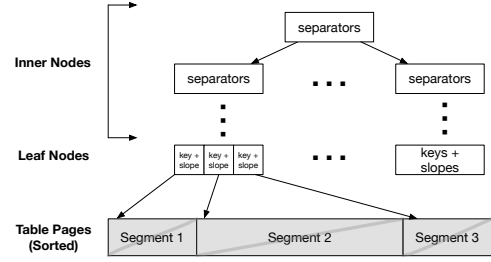 separators
Inner Nodes
separators
separators
Leaf Nodes
key +
slope
key +
slope
key +
slope
keys +
slopes
Table Pages
(Sorted)
Segment 1
Segment 2
Segment 3